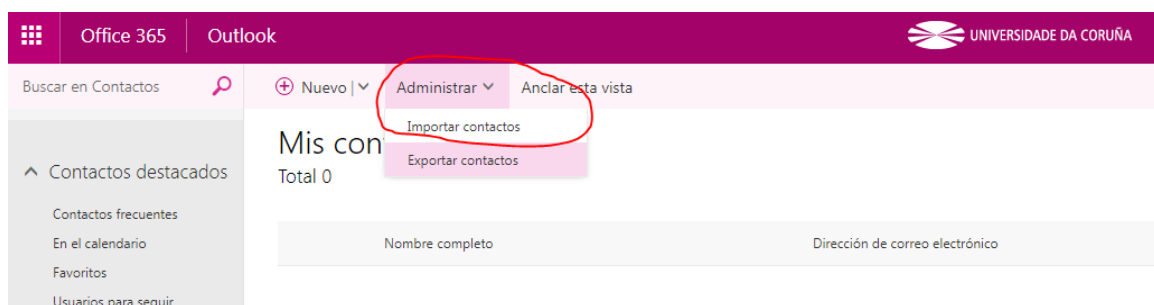 Office 365 Outlook UNIVERSIDADE DA CORUÑA
Buscar en Contactos Nuevo | Administrar Anclar esta vista
Importar contactos
Exportar contactos
Mis con
Total 0
Contactos destacados
Contactos frecuentes
En el calendario
Favoritos
Usuarios para seguir
Nombre completo Dirección de correo electrónico